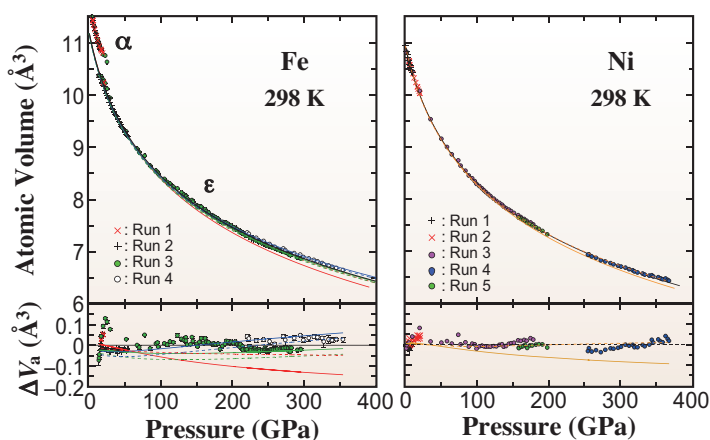 11
10
9
8
7
6
Atomic Volume (Å³)
α
Fe
298 K
ε
×: Run 1
+: Run 2
: Run 3
: Run 4
Ni
298 K
+: Run 1
×: Run 2
: Run 3
: Run 4
: Run 5
0.1
0
−0.1
−0.2
ΔVa (Å³)
0 100 200 300 400
0 100 200 300 400
Pressure (GPa)
Pressure (GPa)